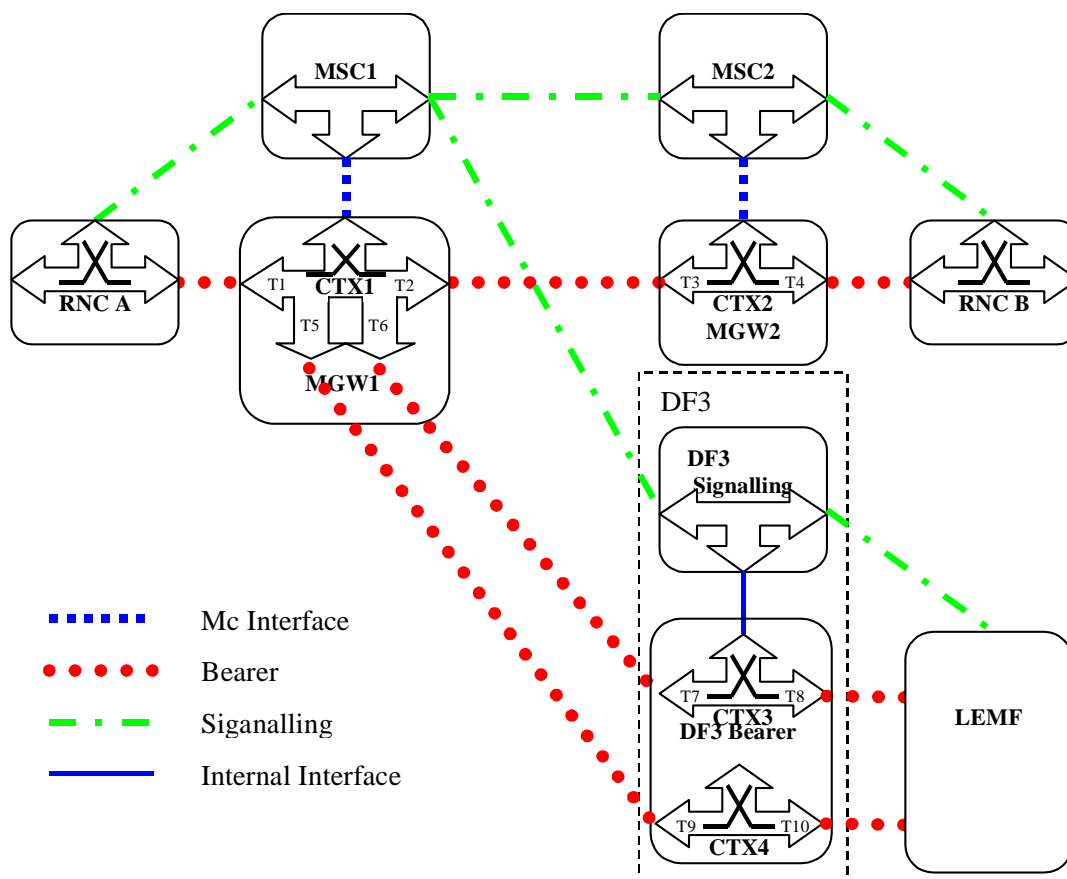 MSC1
MSC2
T1
CTX1
T2
T5
T6
MGW1
RNC A
T3
T4
CTX2
MGW2
RNC B
DF3
DF3
Signalling
T7
T8
CTX3
DF3 Bearer
T9
T10
CTX4
LEMF
Mc Interface
Bearer
Siganalling
Internal Interface